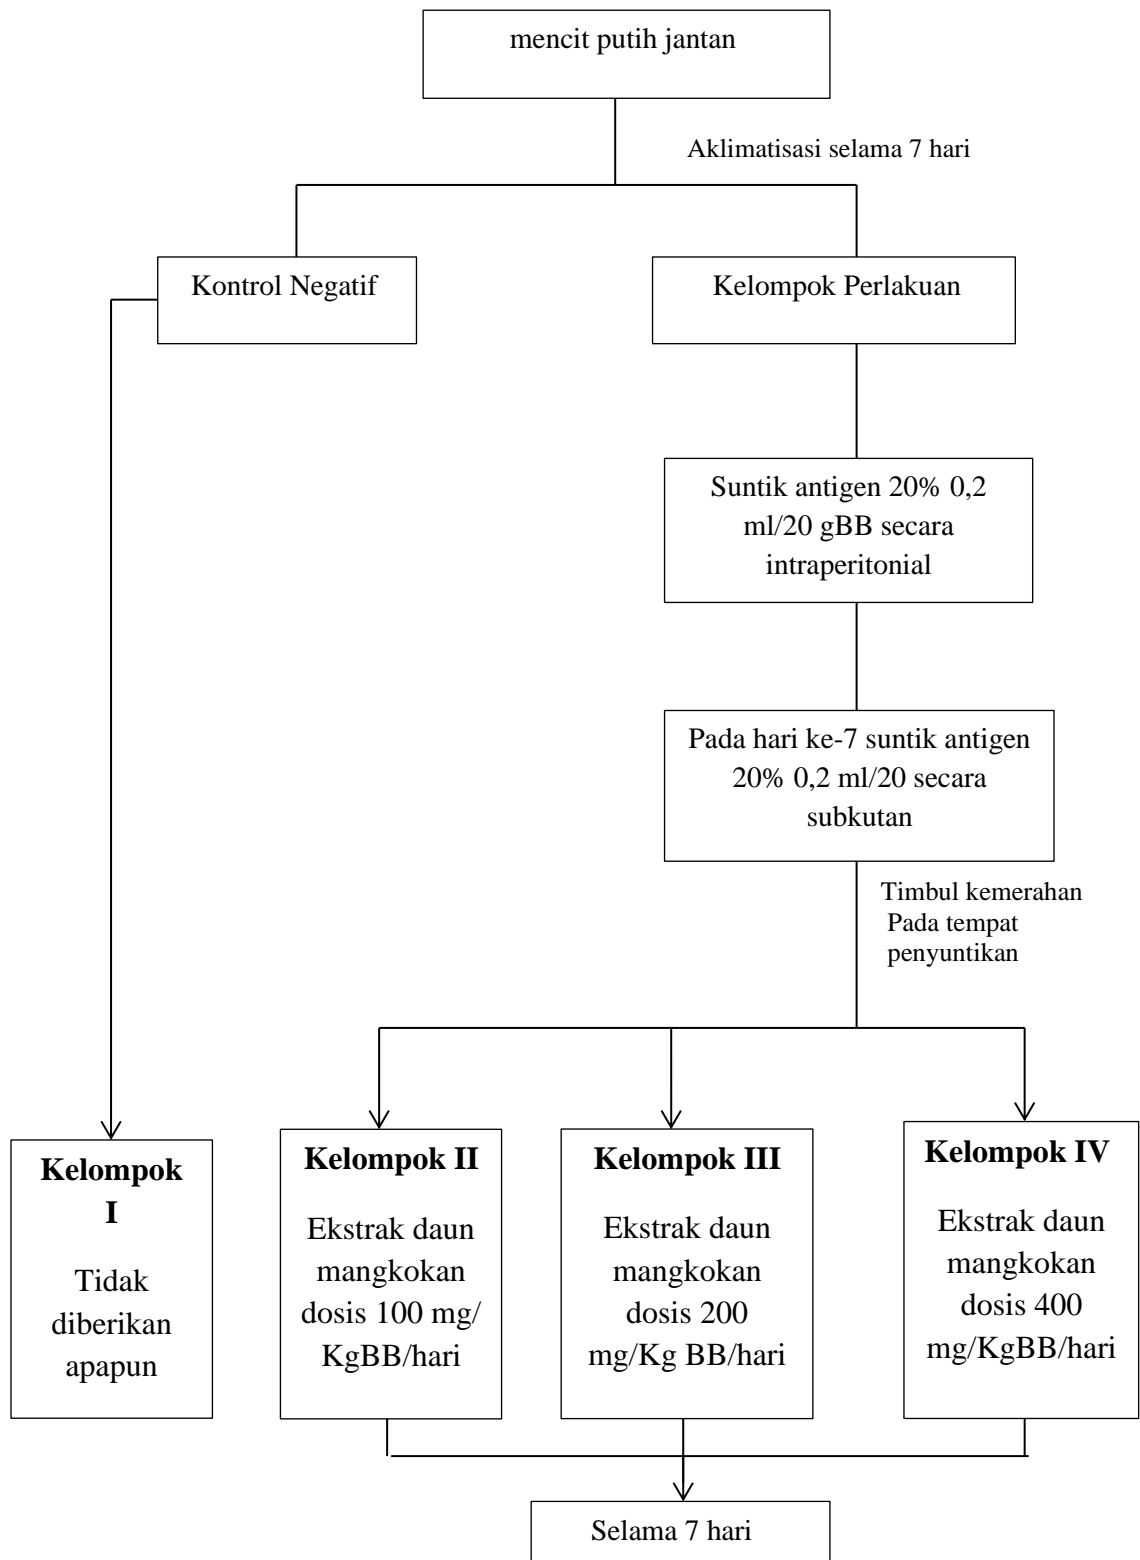 mencit putih jantan
Aklimatisasi selama 7 hari
Kontrol Negatif
Kelompok Perlakuan
Suntik antigen 20% 0,2
ml/20 gBB secara
intraperitonial
Pada hari ke-7 suntik antigen
20% 0,2 ml/20 secara
subkutan
Timbul kemerahan
Pada tempat
penyuntikan
Kelompok
I
Tidak
diberikan
apapun
Kelompok II
Ekstrak daun
mangkokan
dosis 100 mg/
KgBB/hari
Kelompok III
Ekstrak daun
mangkokan
dosis 200
mg/Kg BB/hari
Kelompok IV
Ekstrak daun
mangkokan
dosis 400
mg/KgBB/hari
Selama 7 hari